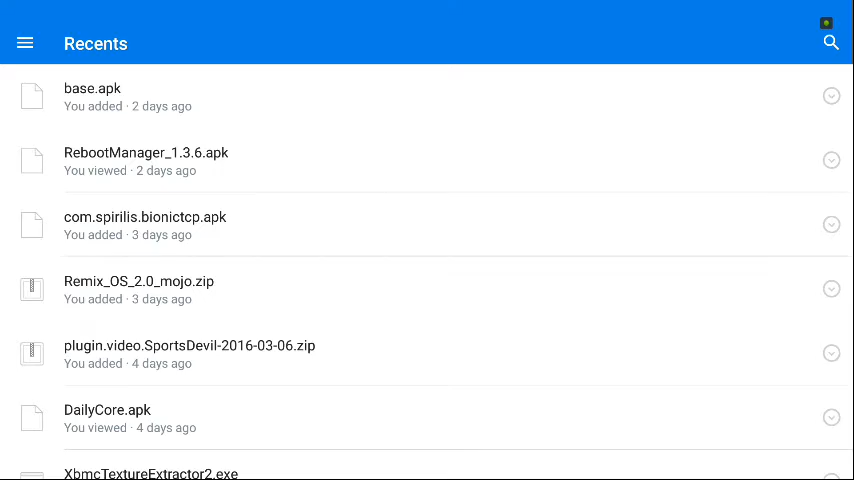 Recents
base.apk
You added · 2 days ago
RebootManager_1.3.6.apk
You viewed · 2 days ago
com.spirilis.bionictcp.apk
You added · 3 days ago
Remix_OS_2.0_mojo.zip
You added · 3 days ago
plugin.video.SportsDevil-2016-03-06.zip
You added · 4 days ago
DailyCore.apk
You viewed · 4 days ago
XbmcTextureExtractor2.exe